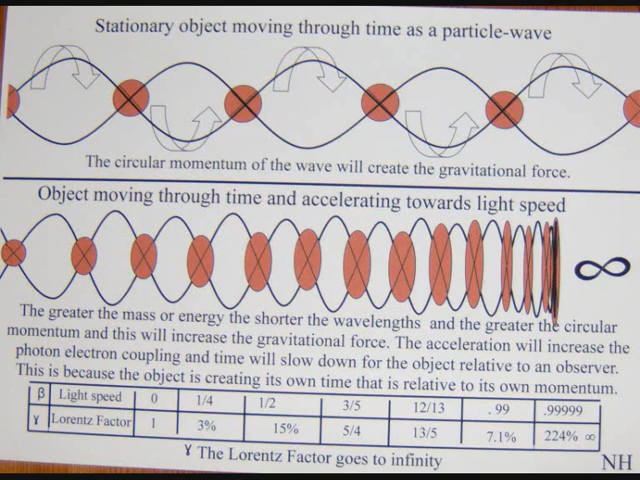 Stationary object moving through time as a particle-wave
The circular momentum of the wave will create the gravitational force.
Object moving through time and accelerating towards light speed
∞
The greater the mass or energy the shorter the wavelengths and the greater the circular
momentum and this will increase the gravitational force. The acceleration will increase the
photon electron coupling and time will slow down for the object relative to an observer.
This is because the object is creating its own time that is relative to its own momentum.
β Light speed 0 1/4 1/2 3/5 12/13 . 99 .99999
γ Lorentz Factor 1 3% 15% 5/4 13/5 7.1% 224% ∞
γ The Lorentz Factor goes to infinity
NH